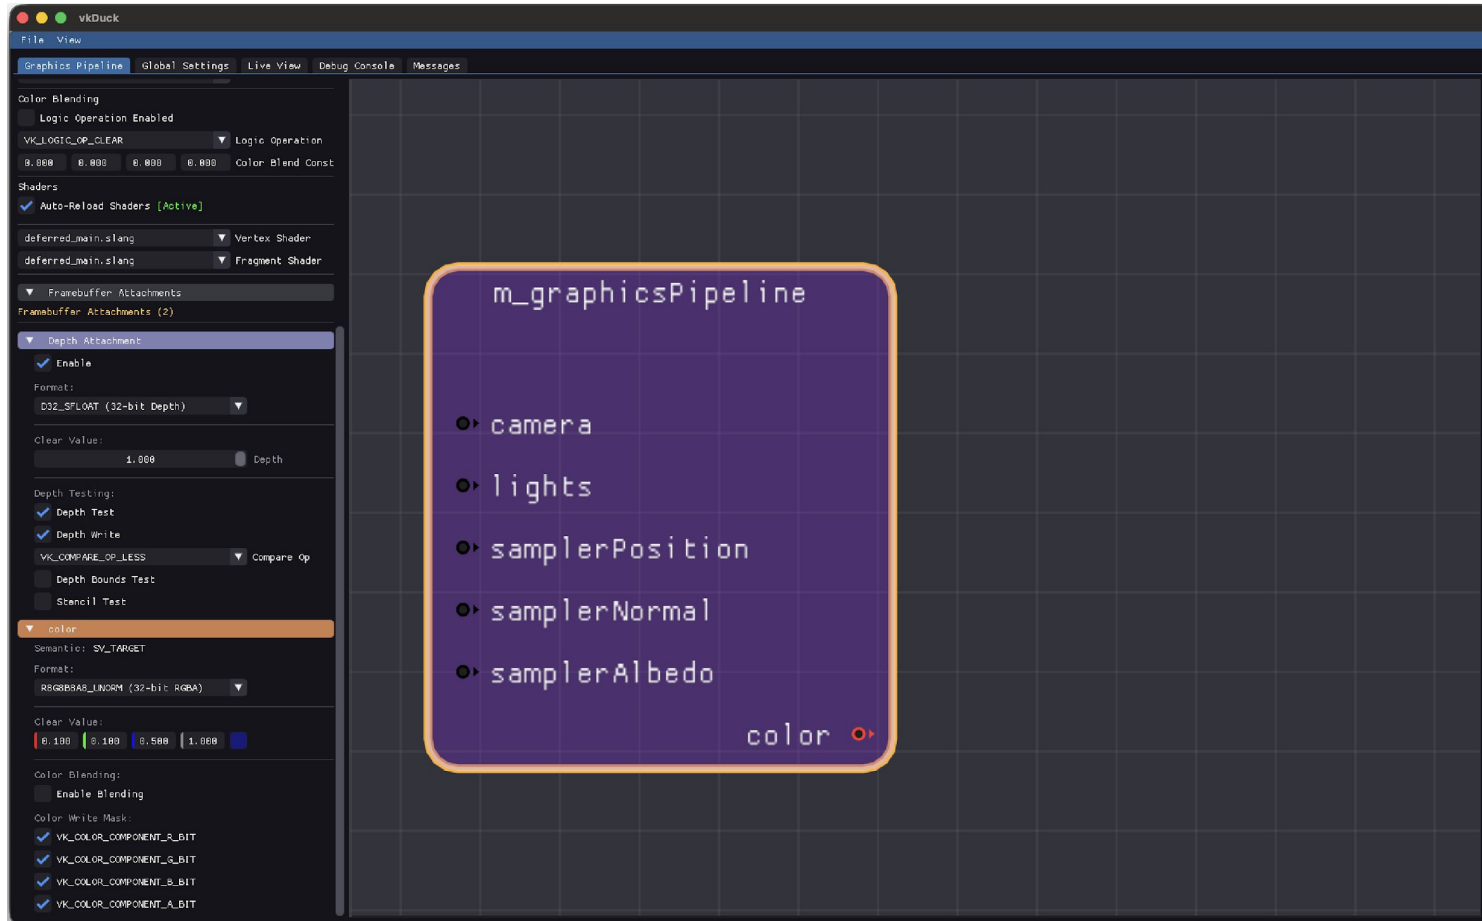 vkDuck
File View
Graphics Pipeline Global Settings Live View Debug Console Messages
Color Blending
Logic Operation Enabled
VK_LOGIC_OP_CLEAR Logic Operation
0.000 0.000 0.000 0.000 Color Blend Const
Shaders
Auto-Reload Shaders [Active]
deferred_main.slang Vertex Shader
deferred_main.slang Fragment Shader
Framebuffer Attachments
Framebuffer Attachments (2)
Depth Attachment
Enable
Format:
D32_SFLOAT (32-bit Depth)
Clear Value:
1.000 Depth
Depth Testing:
Depth Test
Depth Write
VK_COMPARE_OP_LESS Compare Op
Depth Bounds Test
Stencil Test
color
Semantic: SV_TARGET
Format:
R8G8B8A8_UNORM (32-bit RGBA)
Clear Value:
0.100 0.100 0.500 1.000
Color Blending:
Enable Blending
Color Write Mask:
VK_COLOR_COMPONENT_R_BIT
VK_COLOR_COMPONENT_G_BIT
VK_COLOR_COMPONENT_B_BIT
VK_COLOR_COMPONENT_A_BIT
m_graphicsPipeline
camera
lights
samplerPosition
samplerNormal
samplerAlbedo
color